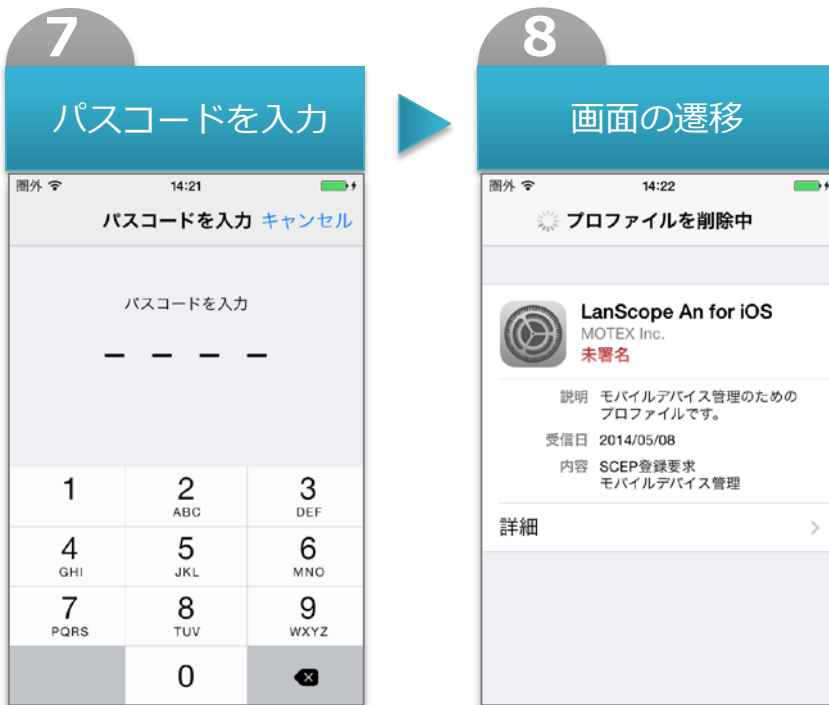 7
パスコードを入力
圏外 14:21
パスコードを入力 キャンセル
パスコードを入力
1 2 3
ABC DEF
4 5 6
GHI JKL MNO
7 8 9
PQRS TUV WXYZ
0
8
画面の遷移
圏外 14:22
プロファイルを削除中
LanScope An for iOS
MOTEX Inc.
未署名
説明 モバイルデバイス管理のための
プロファイルです。
受信日 2014/05/08
内容 SCEP登録要求
モバイルデバイス管理
詳細